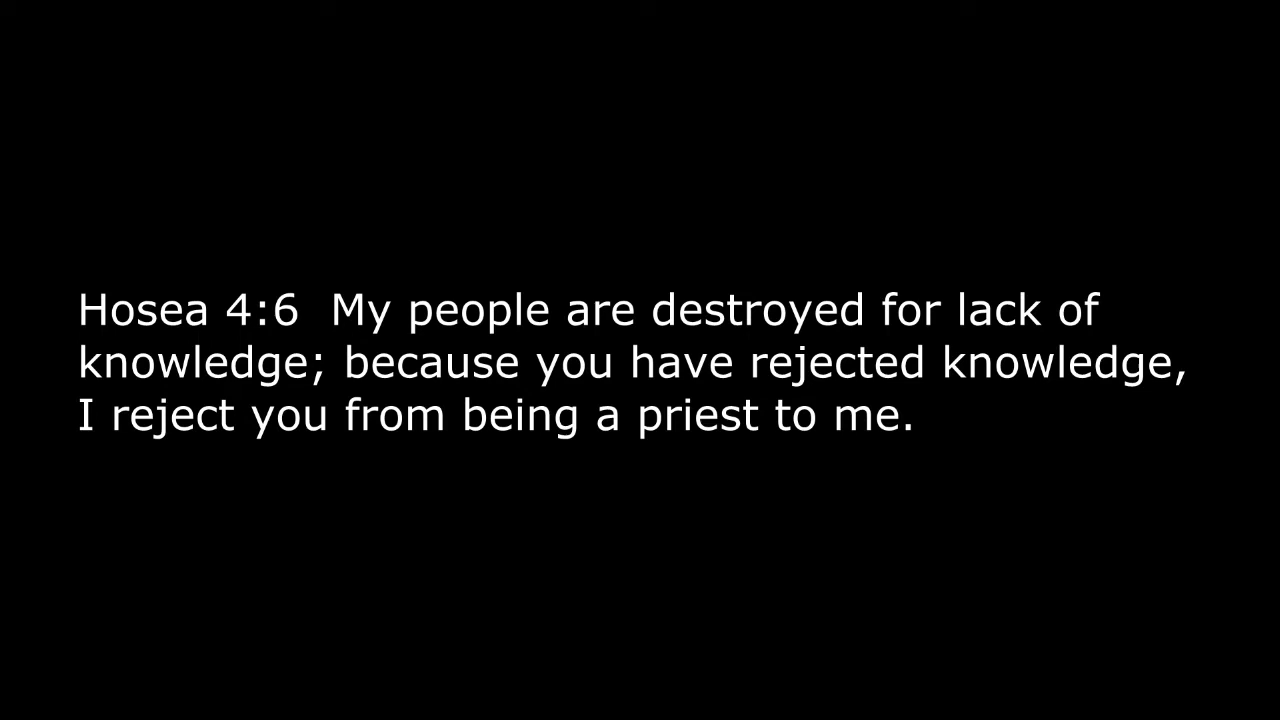 Hosea 4:6  My people are destroyed for lack of
knowledge; because you have rejected knowledge,
I reject you from being a priest to me.